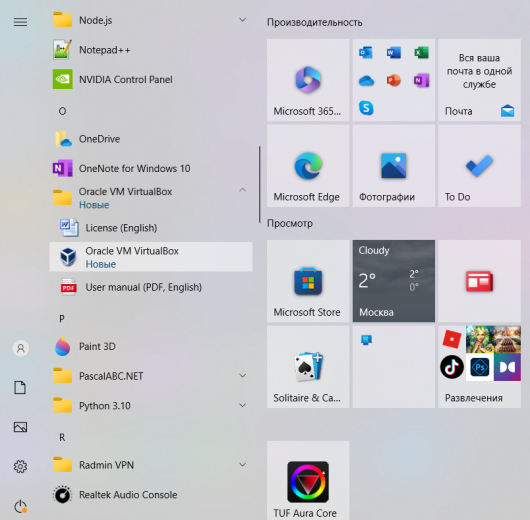 Node.js
Notepad++
NVIDIA Control Panel
O
OneDrive
OneNote for Windows 10
Oracle VM VirtualBox
Новые
License (English)
Oracle VM VirtualBox
Новые
User manual (PDF, English)
P
Paint 3D
PascalABC.NET
Python 3.10
R
Radmin VPN
Realtek Audio Console
Производительность
Microsoft 365...
Вся ваша
почта в одной
службе
Почта
Microsoft Edge
Фотографии
To Do
Просмотр
Microsoft Store
Cloudy
2°
2°
0°
Москва
Solitaire & Ca...
Развлечения
TUF Aura Core